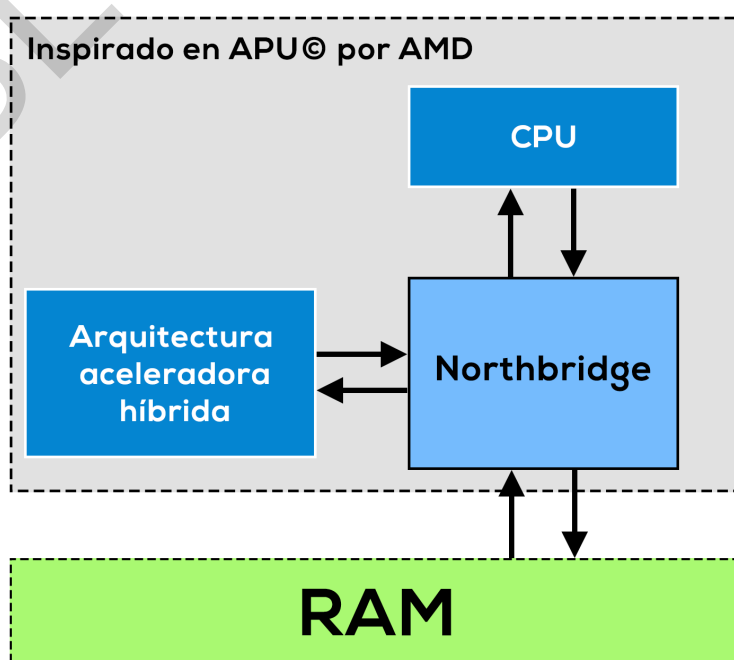 Inspirado en APU© por AMD
CPU
Arquitectura
aceleradora
híbrida
Northbridge
RAM